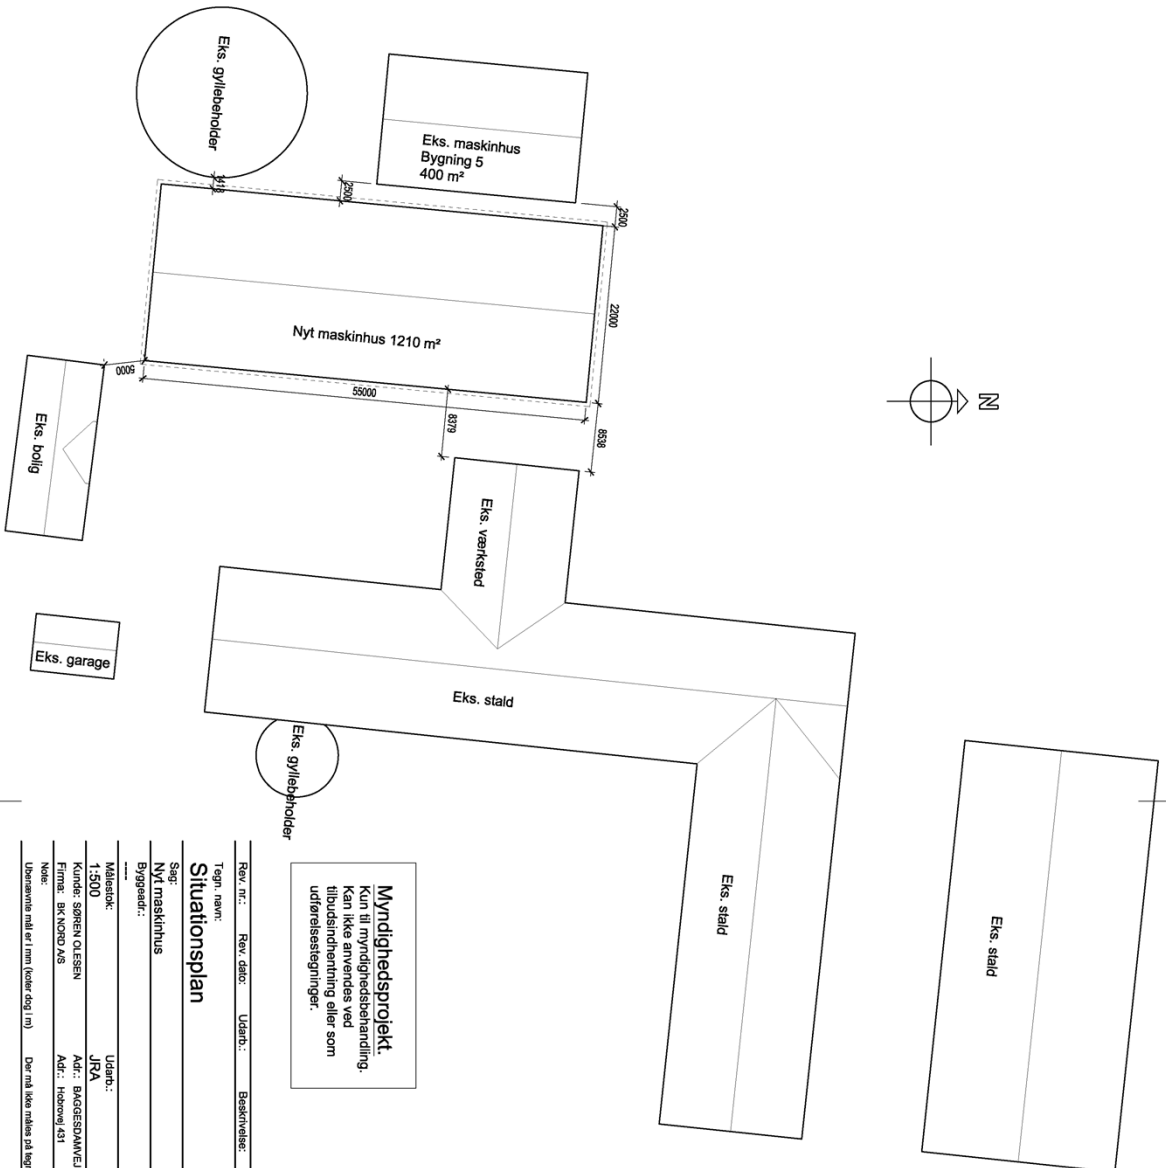 Eks. gyllebeholder
Eks. maskinhus
Bygning 5
400 m²
1418
2500
2500
22000
Nyt maskinhus 1210 m²
5000
55000
8379
8538
N
Eks. bolig
Eks. værksted
Eks. garage
Eks. stald
Eks. gyllebeholder
Eks. stald
Eks. stald
Myndighedsprojekt.
Kun til myndighedsbehandling.
Kan ikke anvendes ved
tilbudsindhentning eller som
udførelsestegninger.
Rev. nr.: Rev. dato: Udarb.: Beskrivelse:
Tegn. navn:
Situationsplan
Sag:
Nyt maskinhus
Byggeadr.:
----
Målestok: Udarb.:
1:500 JRA
Kunde: SØREN OLESEN Adr.: BAGGESDAMVEJ
Firma: BK NORD A/S Adr.: Hobrovej 431
Note:
Ubenævnte mål er i mm (koter dog i m) Der må ikke måles på